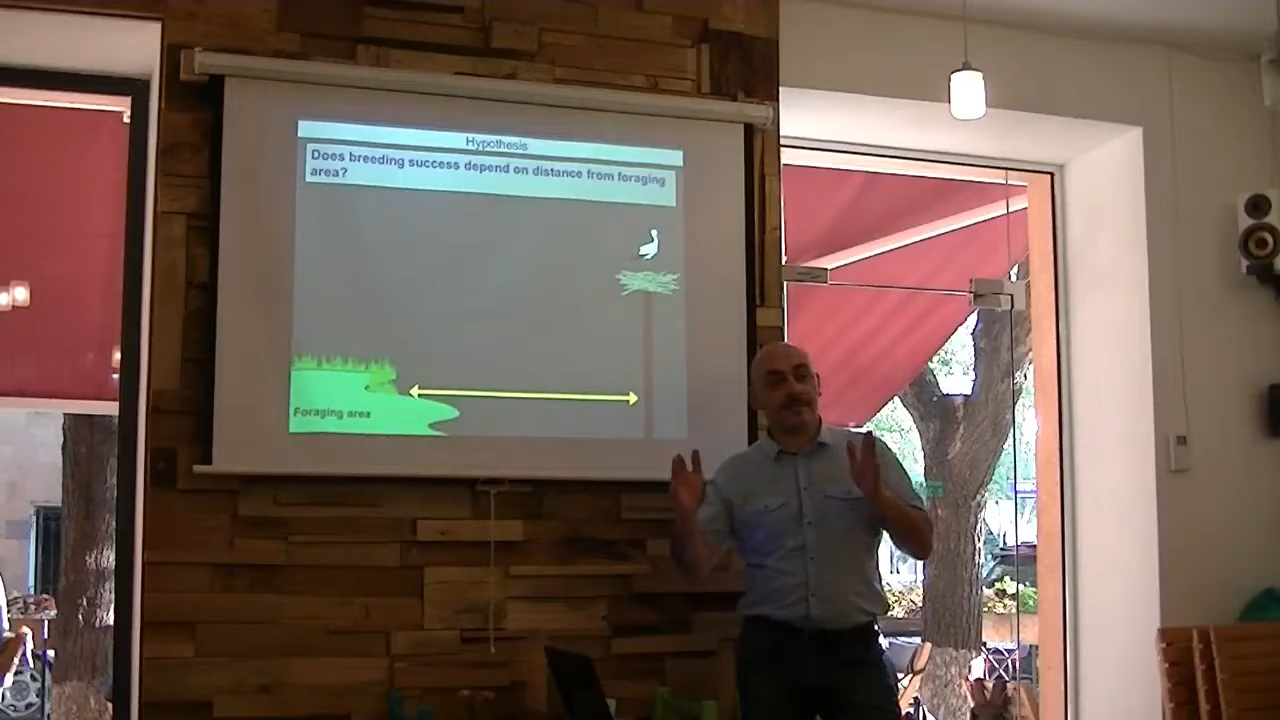 Hypothesis
Does breeding success depend on distance from foraging
area?
Foraging area